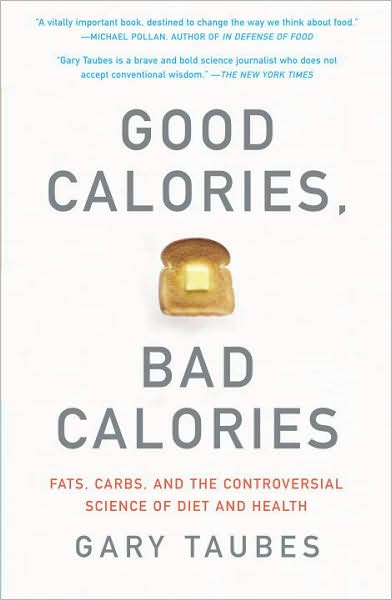 "A vitally important book, destined to change the way we think about food."
—MICHAEL POLLAN, AUTHOR OF IN DEFENSE OF FOOD
"Gary Taubes is a brave and bold science journalist who does
not accept conventional wisdom." —THE NEW YORK TIMES
GOOD
CALORIES,
BAD
CALORIES
FATS, CARBS, AND THE CONTROVERSIAL
SCIENCE OF DIET AND HEALTH
GARY TAUBES